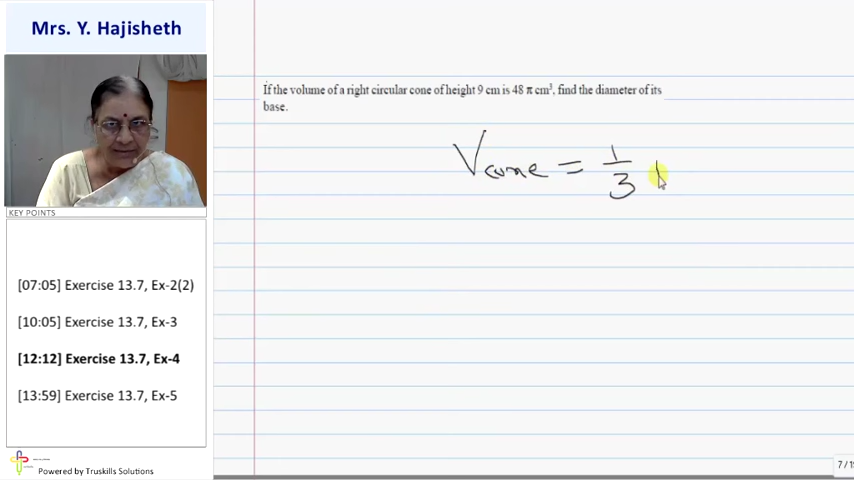 Mrs. Y. Hajisheth
If the volume of a right circular cone of height 9 cm is 48 π cm³, find the diameter of its
base.
V cone = 1/3
KEY POINTS
[07:05] Exercise 13.7, Ex-2(2)
[10:05] Exercise 13.7, Ex-3
[12:12] Exercise 13.7, Ex-4
[13:59] Exercise 13.7, Ex-5
Powered by Truskills Solutions